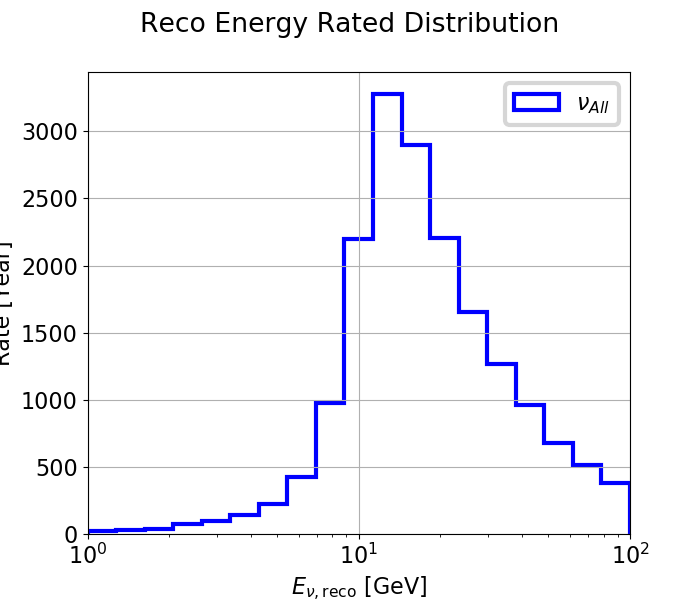 Reco Energy Rated Distribution
ν_All
3000
2500
2000
1500
1000
500
0
Rate [Year]
10^0
10^1
10^2
E_ν,reco [GeV]